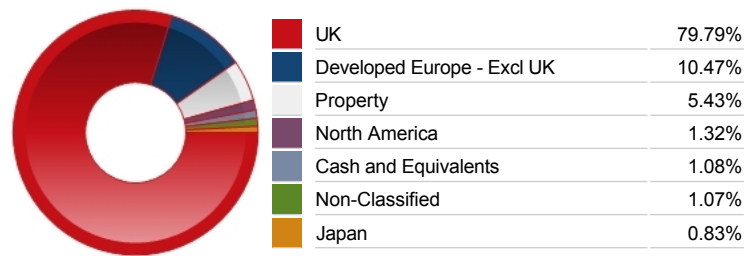 UK 79.79%
Developed Europe - Excl UK 10.47%
Property 5.43%
North America 1.32%
Cash and Equivalents 1.08%
Non-Classified 1.07%
Japan 0.83%